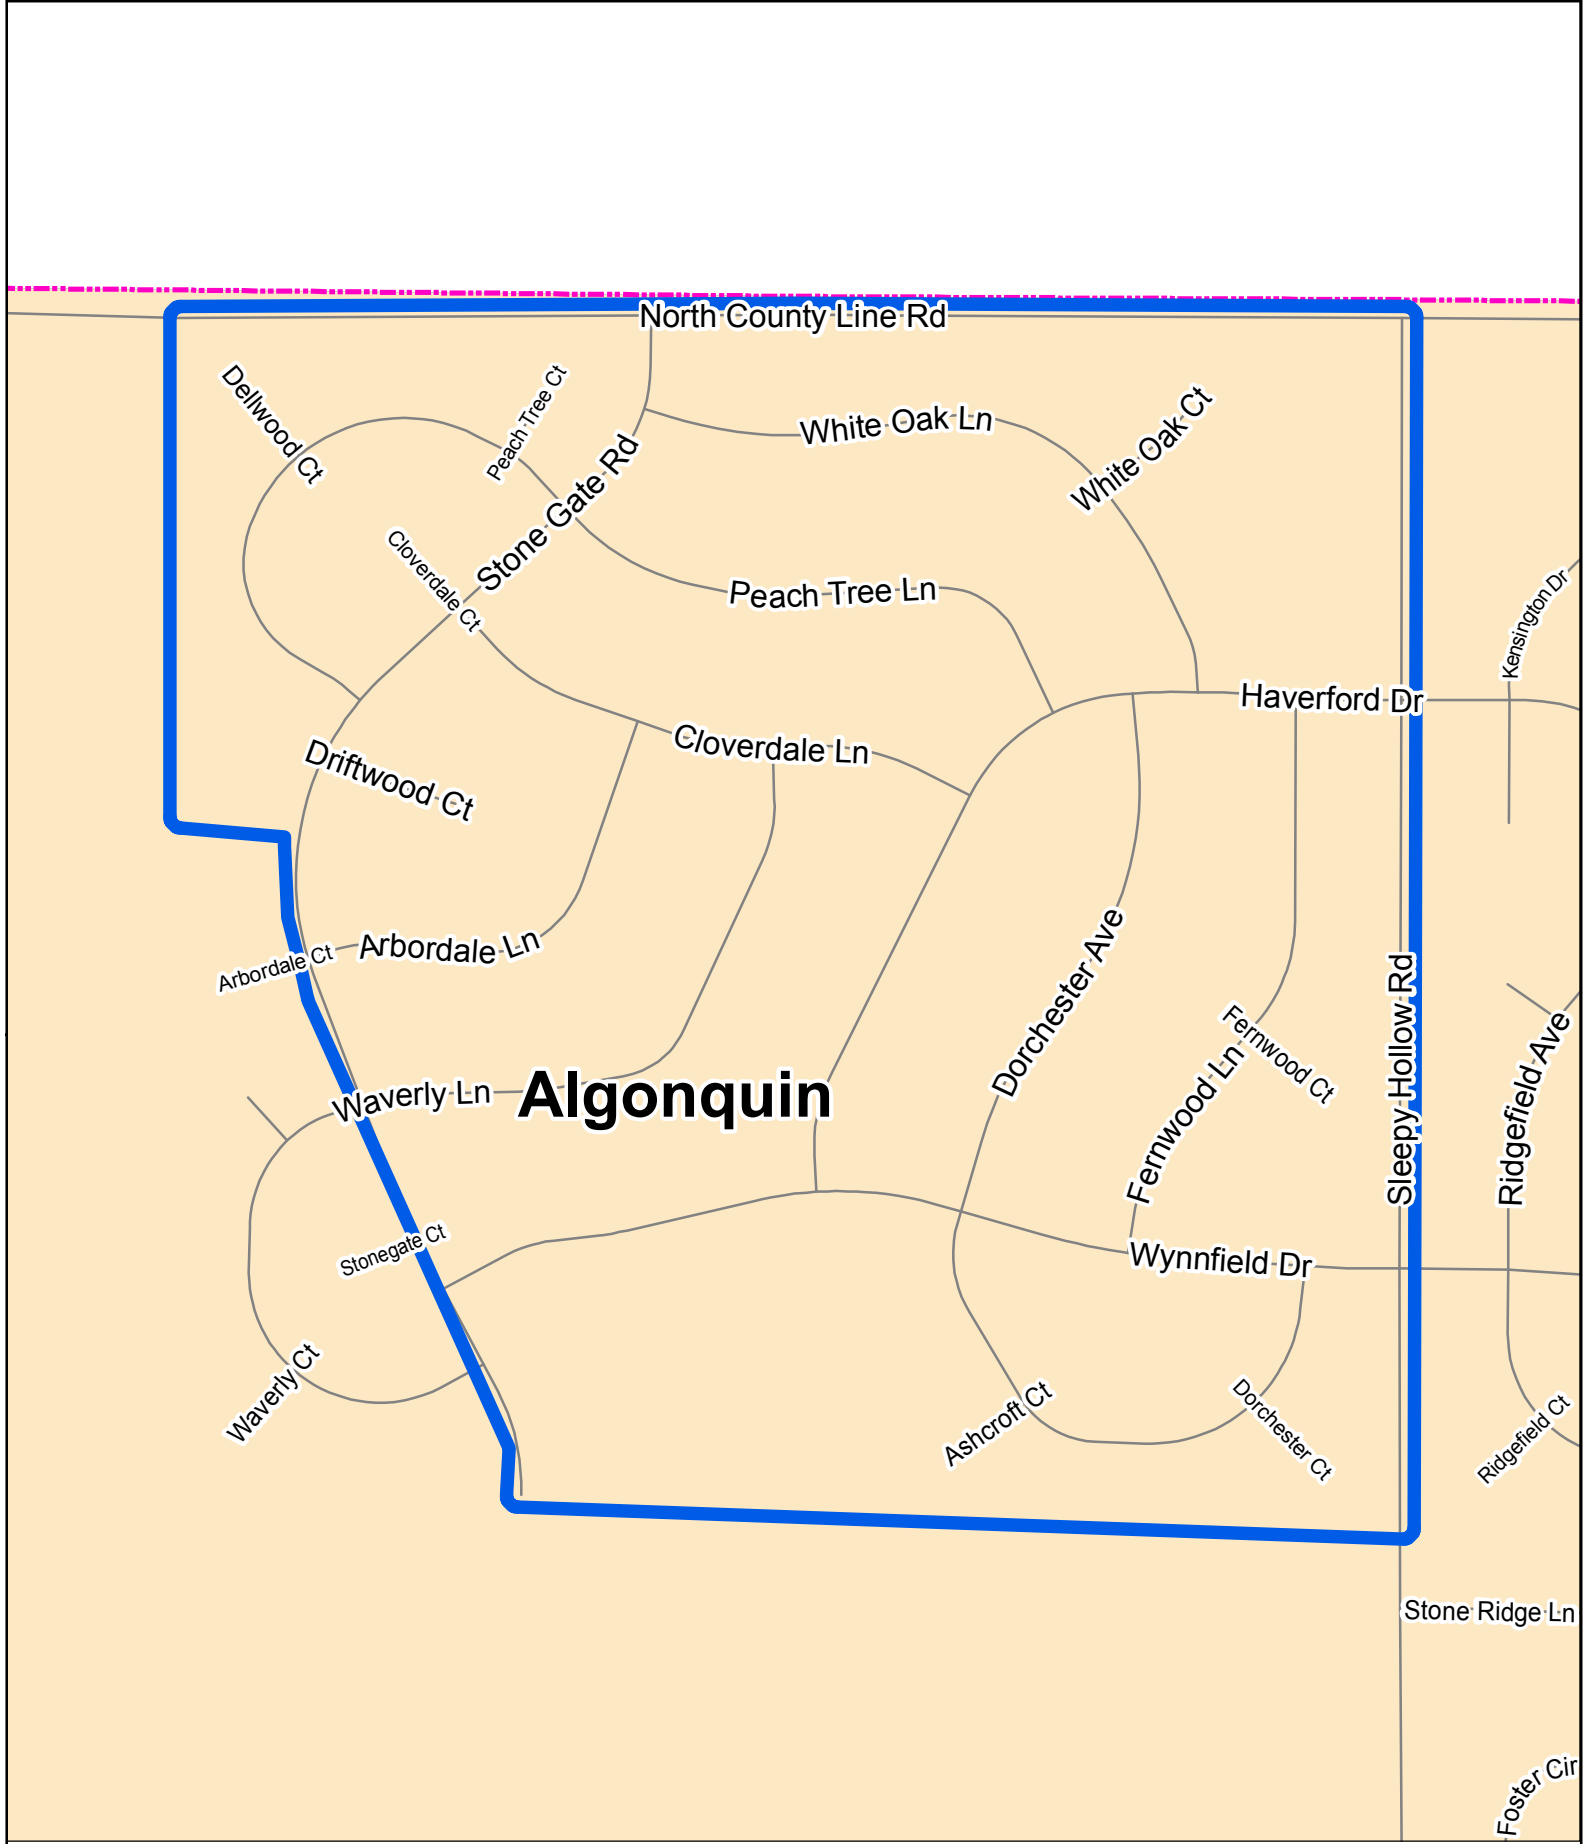 North County Line Rd
Dellwood Ct
Peach Tree Ct
White Oak Ln
White Oak Ct
Stone Gate Rd
Cloverdale Ct
Peach Tree Ln
Kensington Dr
Haverford Dr
Cloverdale Ln
Driftwood Ct
Arbordale Ct
Arbordale Ln
Dorchester Ave
Sleepy Hollow Rd
Fernwood Ct
Fernwood Ln
Ridgefield Ave
Waverly Ln
Algonquin
Stonegate Ct
Wynnfield Dr
Waverly Ct
Ashcroft Ct
Dorchester Ct
Ridgefield Ct
Stone Ridge Ln
Foster Cir